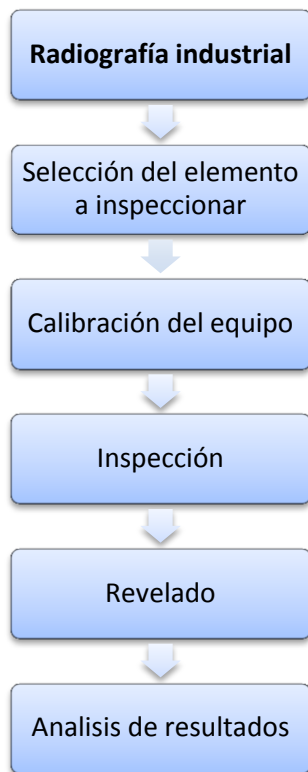 Radiografía industrial
Selección del elemento
a inspeccionar
Calibración del equipo
Inspección
Revelado
Analisis de resultados